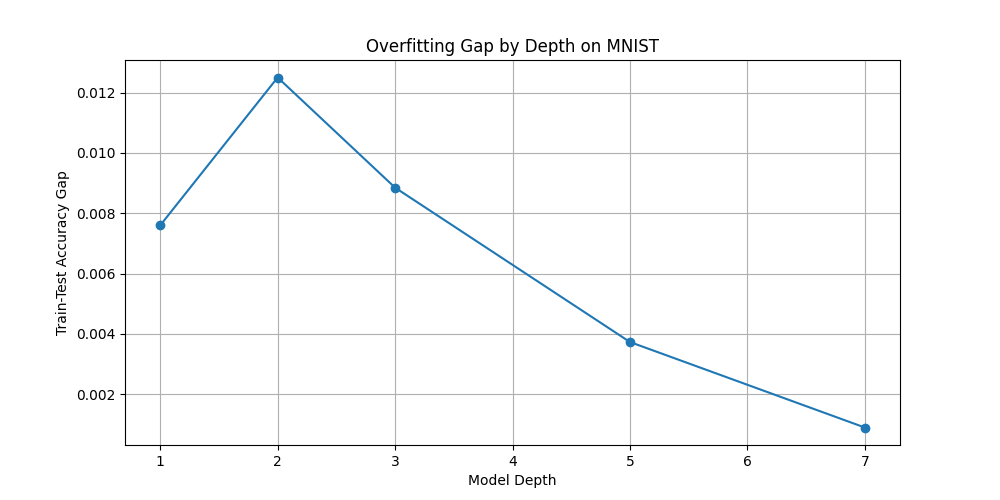 Overfitting Gap by Depth on MNIST
Train-Test Accuracy Gap
0.012
0.010
0.008
0.006
0.004
0.002
1 2 3 4 5 6 7
Model Depth